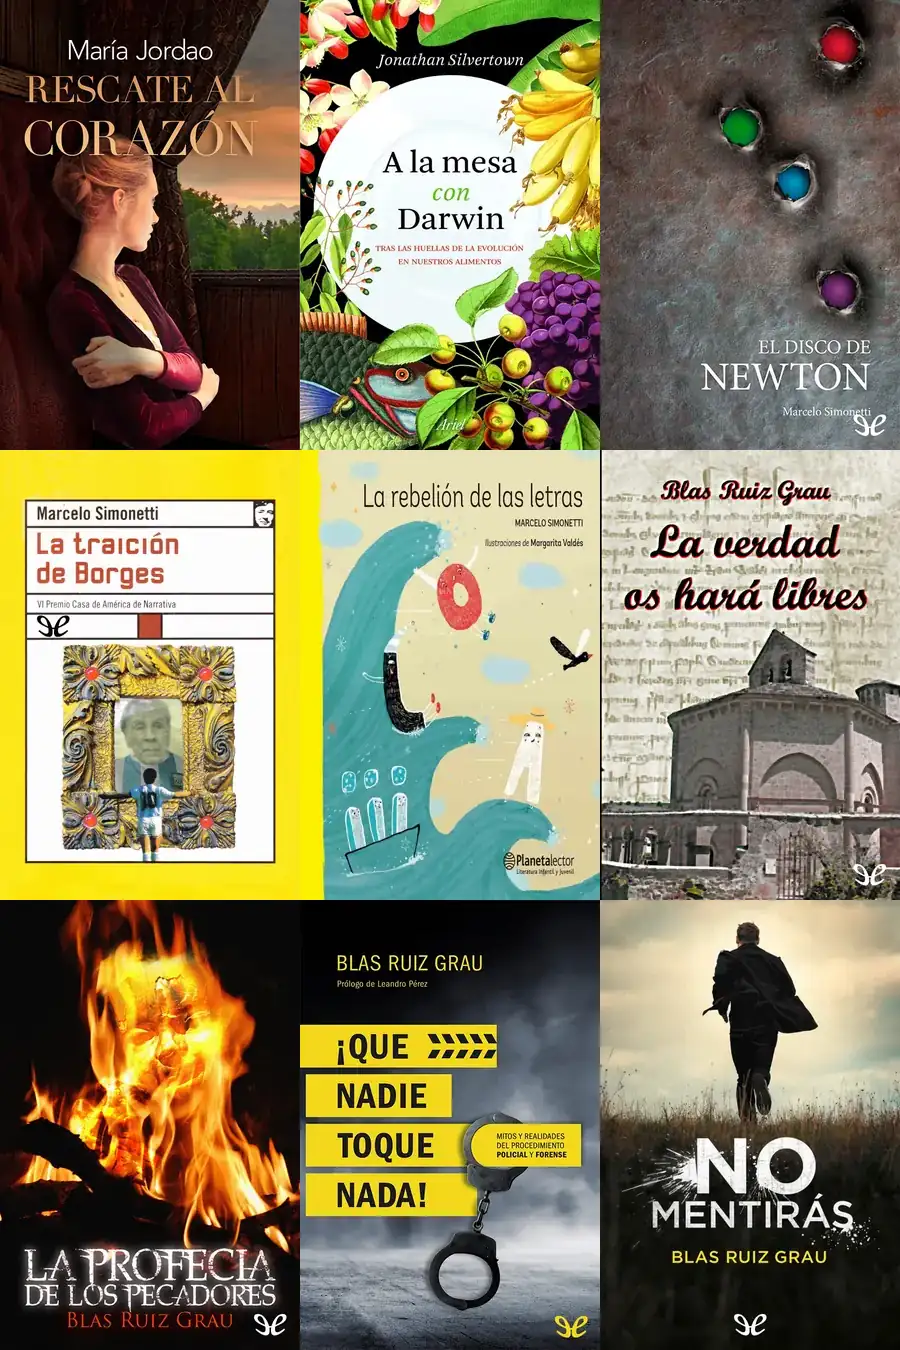 María Jordao
RESCATE AL
CORAZÓN
Jonathan Silvertown
A la mesa
con
Darwin
TRAS LAS HUELLAS DE LA EVOLUCIÓN
EN NUESTROS ALIMENTOS
Ariel
EL DISCO DE
NEWTON
Marcelo Simonetti
Marcelo Simonetti
La traición
de Borges
VI Premio Casa de América de Narrativa
10
La rebelión de las letras
MARCELO SIMONETTI
Ilustraciones de Margarita Valdés
Planetalector
Literatura Infantil y Juvenil
Blas Ruiz Grau
La verdad
os hará libres
LA PROFECIA
DE LOS PECADORES
BLAS RUIZ GRAU
BLAS RUIZ GRAU
Prólogo de Leandro Pérez
¡QUE
NADIE
TOQUE
NADA!
MITOS Y REALIDADES
DEL PROCEDIMIENTO
POLICIAL Y FORENSE
NO
MENTIRÁS
BLAS RUIZ GRAU